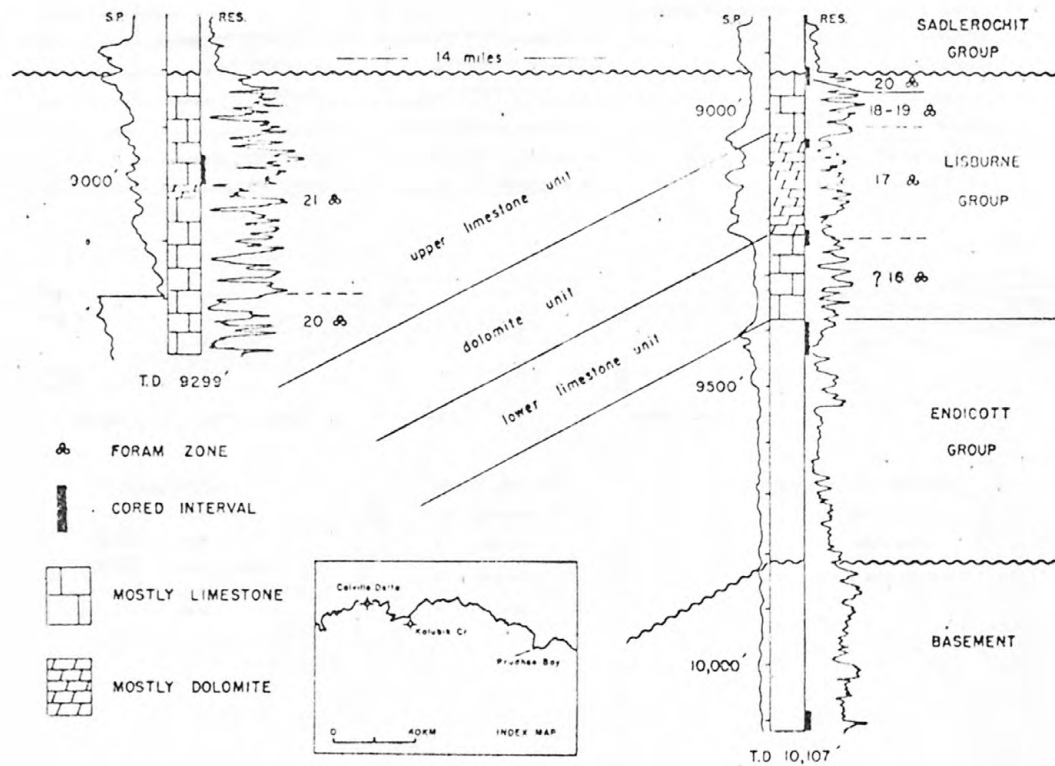 S.P. RES.
S.P. RES.
SADLEROCHIT
GROUP
14 miles
9000'
21
20
T.D. 9299'
upper limestone unit
dolomite unit
lower limestone unit
9000'
9500'
10,000'
T.D 10,107'
20
18-19
17
? 16
LISBURNE
GROUP
ENDICOTT
GROUP
BASEMENT
FORAM ZONE
CORED INTERVAL
MOSTLY LIMESTONE
MOSTLY DOLOMITE
Colville Delta
Kalubik Cr.
Prudhoe Bay
0 40KM
INDEX MAP